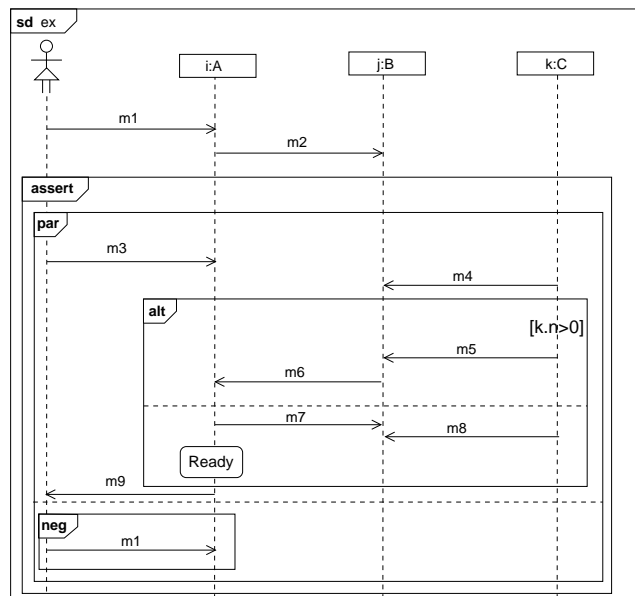 sd ex
i:A
j:B
k:C
m1
m2
assert
par
m3
m4
alt
[k.n>0]
m5
m6
m7
m8
Ready
m9
neg
m1